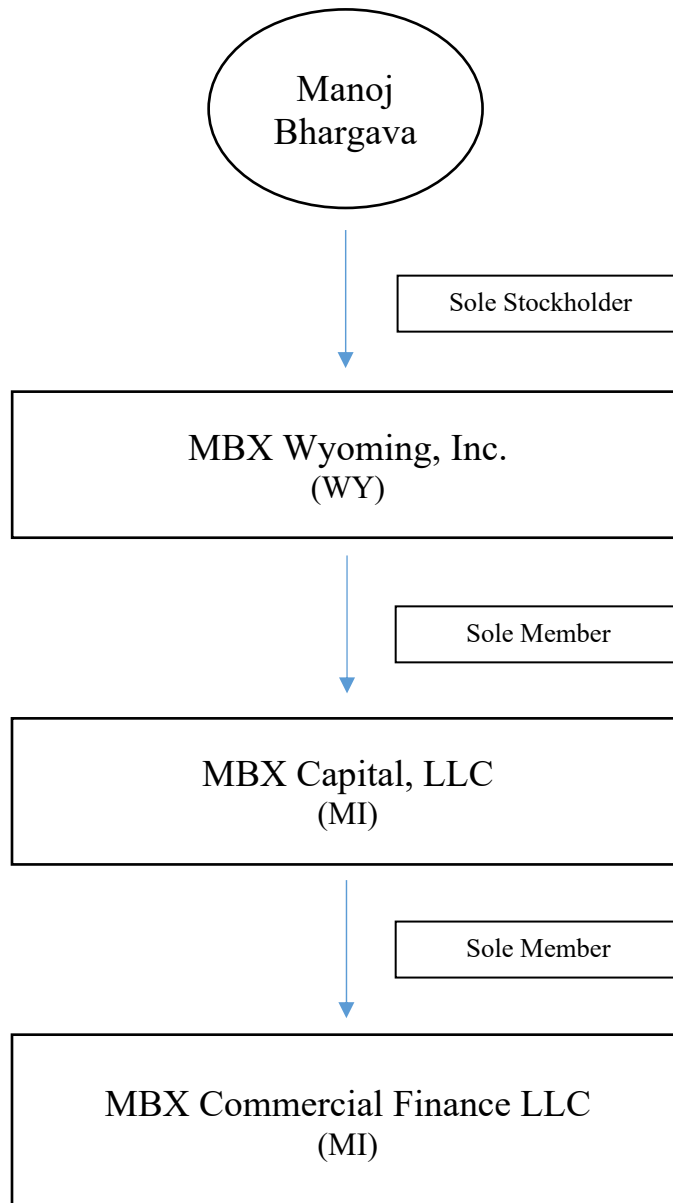 Manoj
Bhargava
Sole Stockholder
MBX Wyoming, Inc.
(WY)
Sole Member
MBX Capital, LLC
(MI)
Sole Member
MBX Commercial Finance LLC
(MI)